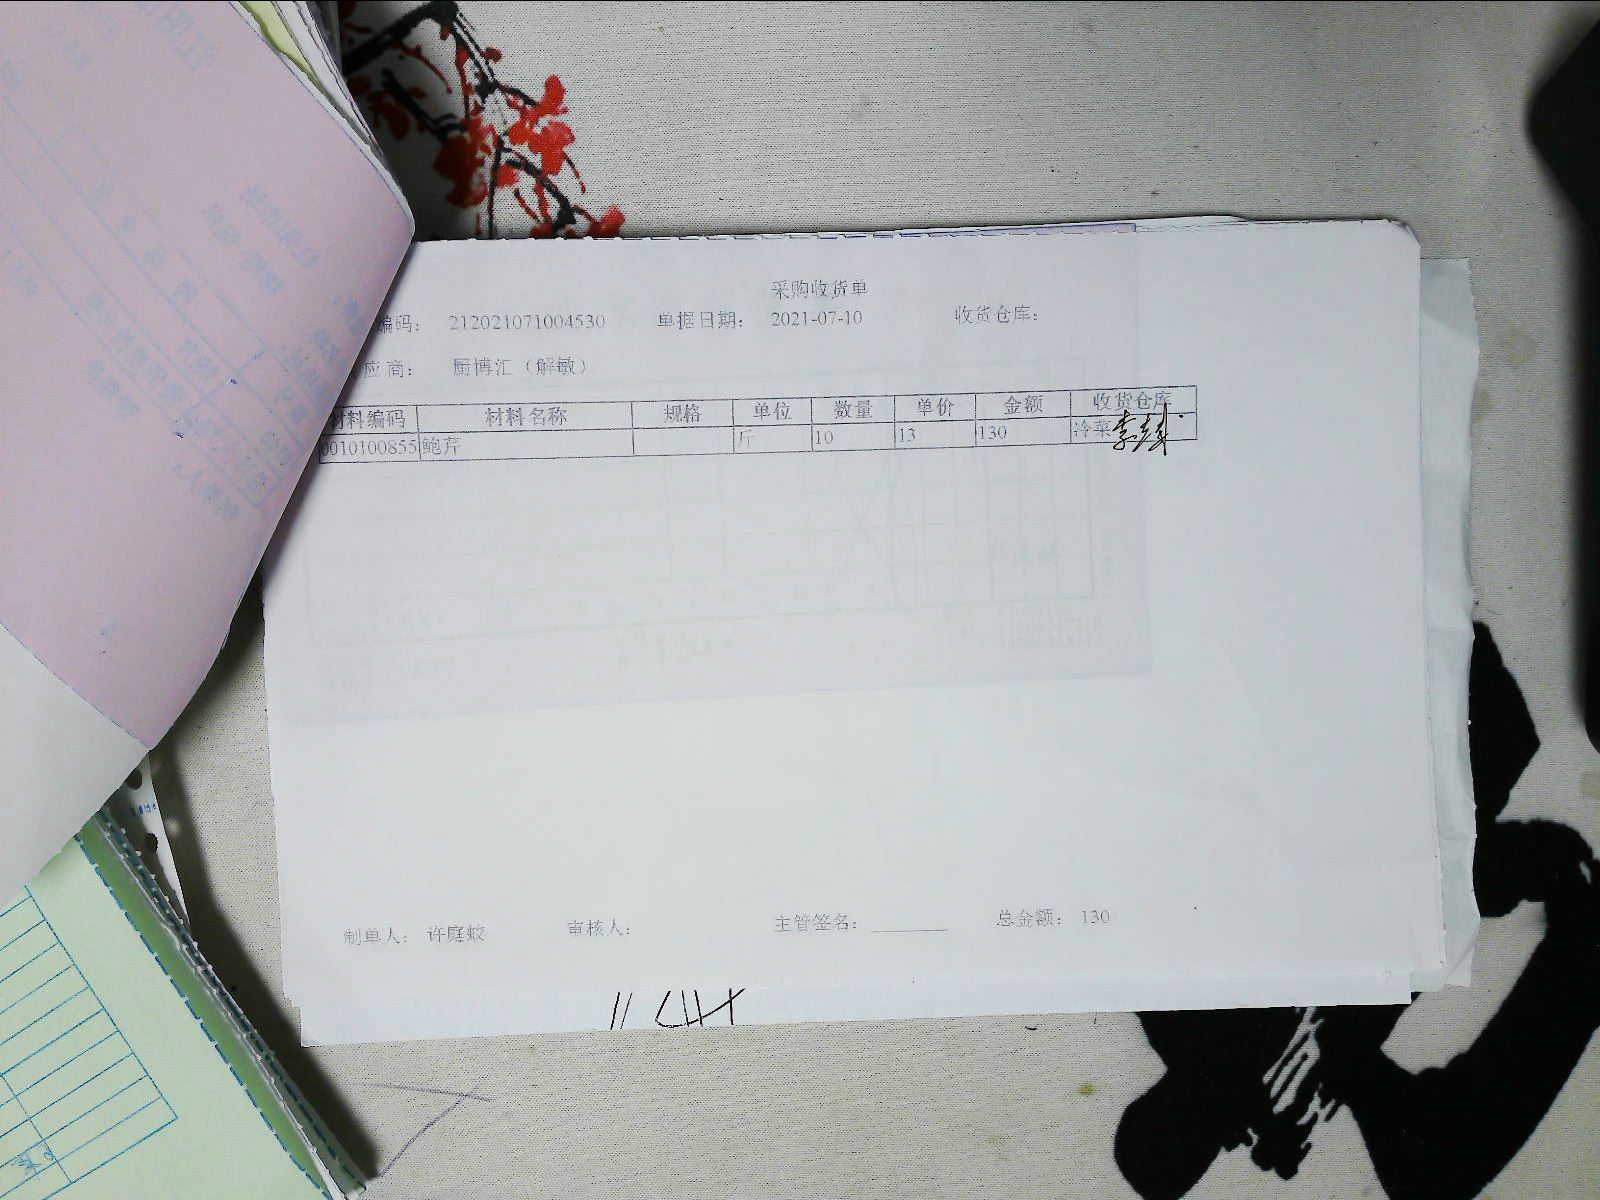 采购收货单
编码： 212021071004530 单据日期： 2021-07-10 收货仓库：
应 商： 厨博汇（解敏）
材料编码 材料名称 规格 单位 数量 单价 金额 收货仓库
0010100855 鲍芹 斤 10 13 130 冷菜
制单人： 许庭蛟 审核人： 主管签名： 总金额： 130